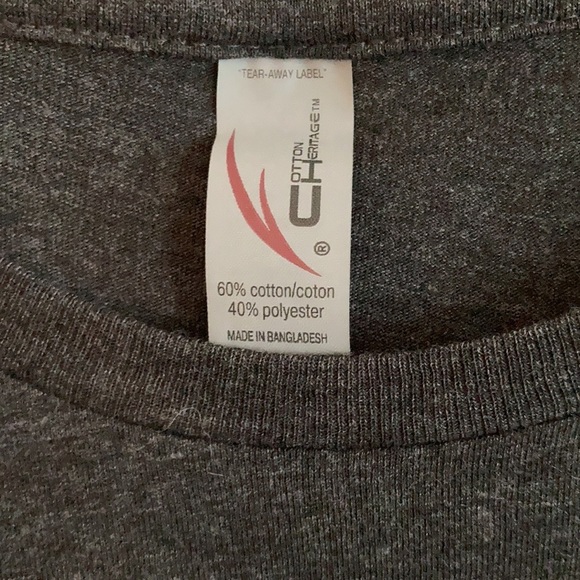 "TEAR-AWAY LABEL"
COTTON
HERITAGE™
®
60% cotton/coton
40% polyester
MADE IN BANGLADESH